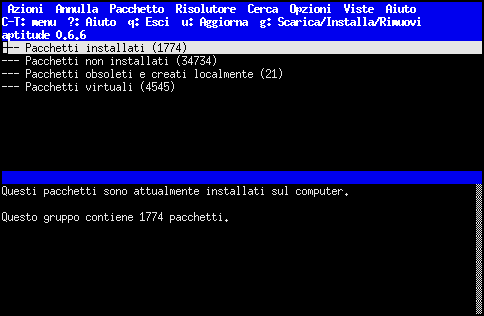 Azioni Annulla Pacchetto Risolutore Cerca Opzioni Viste Aiuto
C-T: menu ?: Aiuto q: Esci u: Aggiorna g: Scarica/Installa/Rimuovi
aptitude 0.6.6
--- Pacchetti installati (1774)
--- Pacchetti non installati (34734)
--- Pacchetti obsoleti e creati localmente (21)
--- Pacchetti virtuali (4545)
Questi pacchetti sono attualmente installati sul computer.
Questo gruppo contiene 1774 pacchetti.